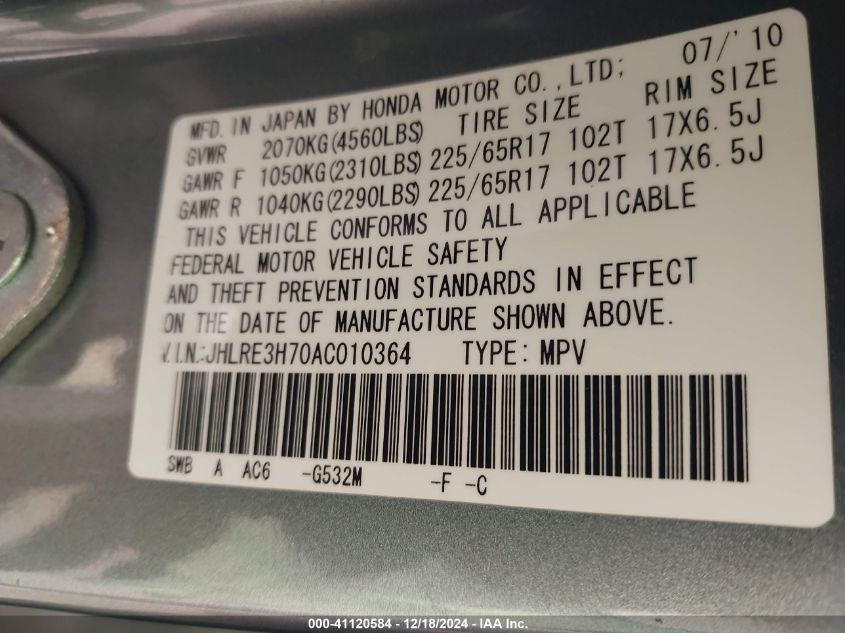 MFD. IN JAPAN BY HONDA MOTOR CO.,LTD; 07/'10
GVWR 2070KG(4560LBS) TIRE SIZE RIM SIZE
GAWR F 1050KG(2310LBS) 225/65R17 102T 17X6.5J
GAWR R 1040KG(2290LBS) 225/65R17 102T 17X6.5J
THIS VEHICLE CONFORMS TO ALL APPLICABLE
FEDERAL MOTOR VEHICLE SAFETY
AND THEFT PREVENTION STANDARDS IN EFFECT
ON THE DATE OF MANUFACTURE SHOWN ABOVE.
V.I.N.:JHLRE3H70AC010364 TYPE: MPV
SWB A AC6 -G532M -F -C
000-41120584 - 12/18/2024 - IAA Inc.